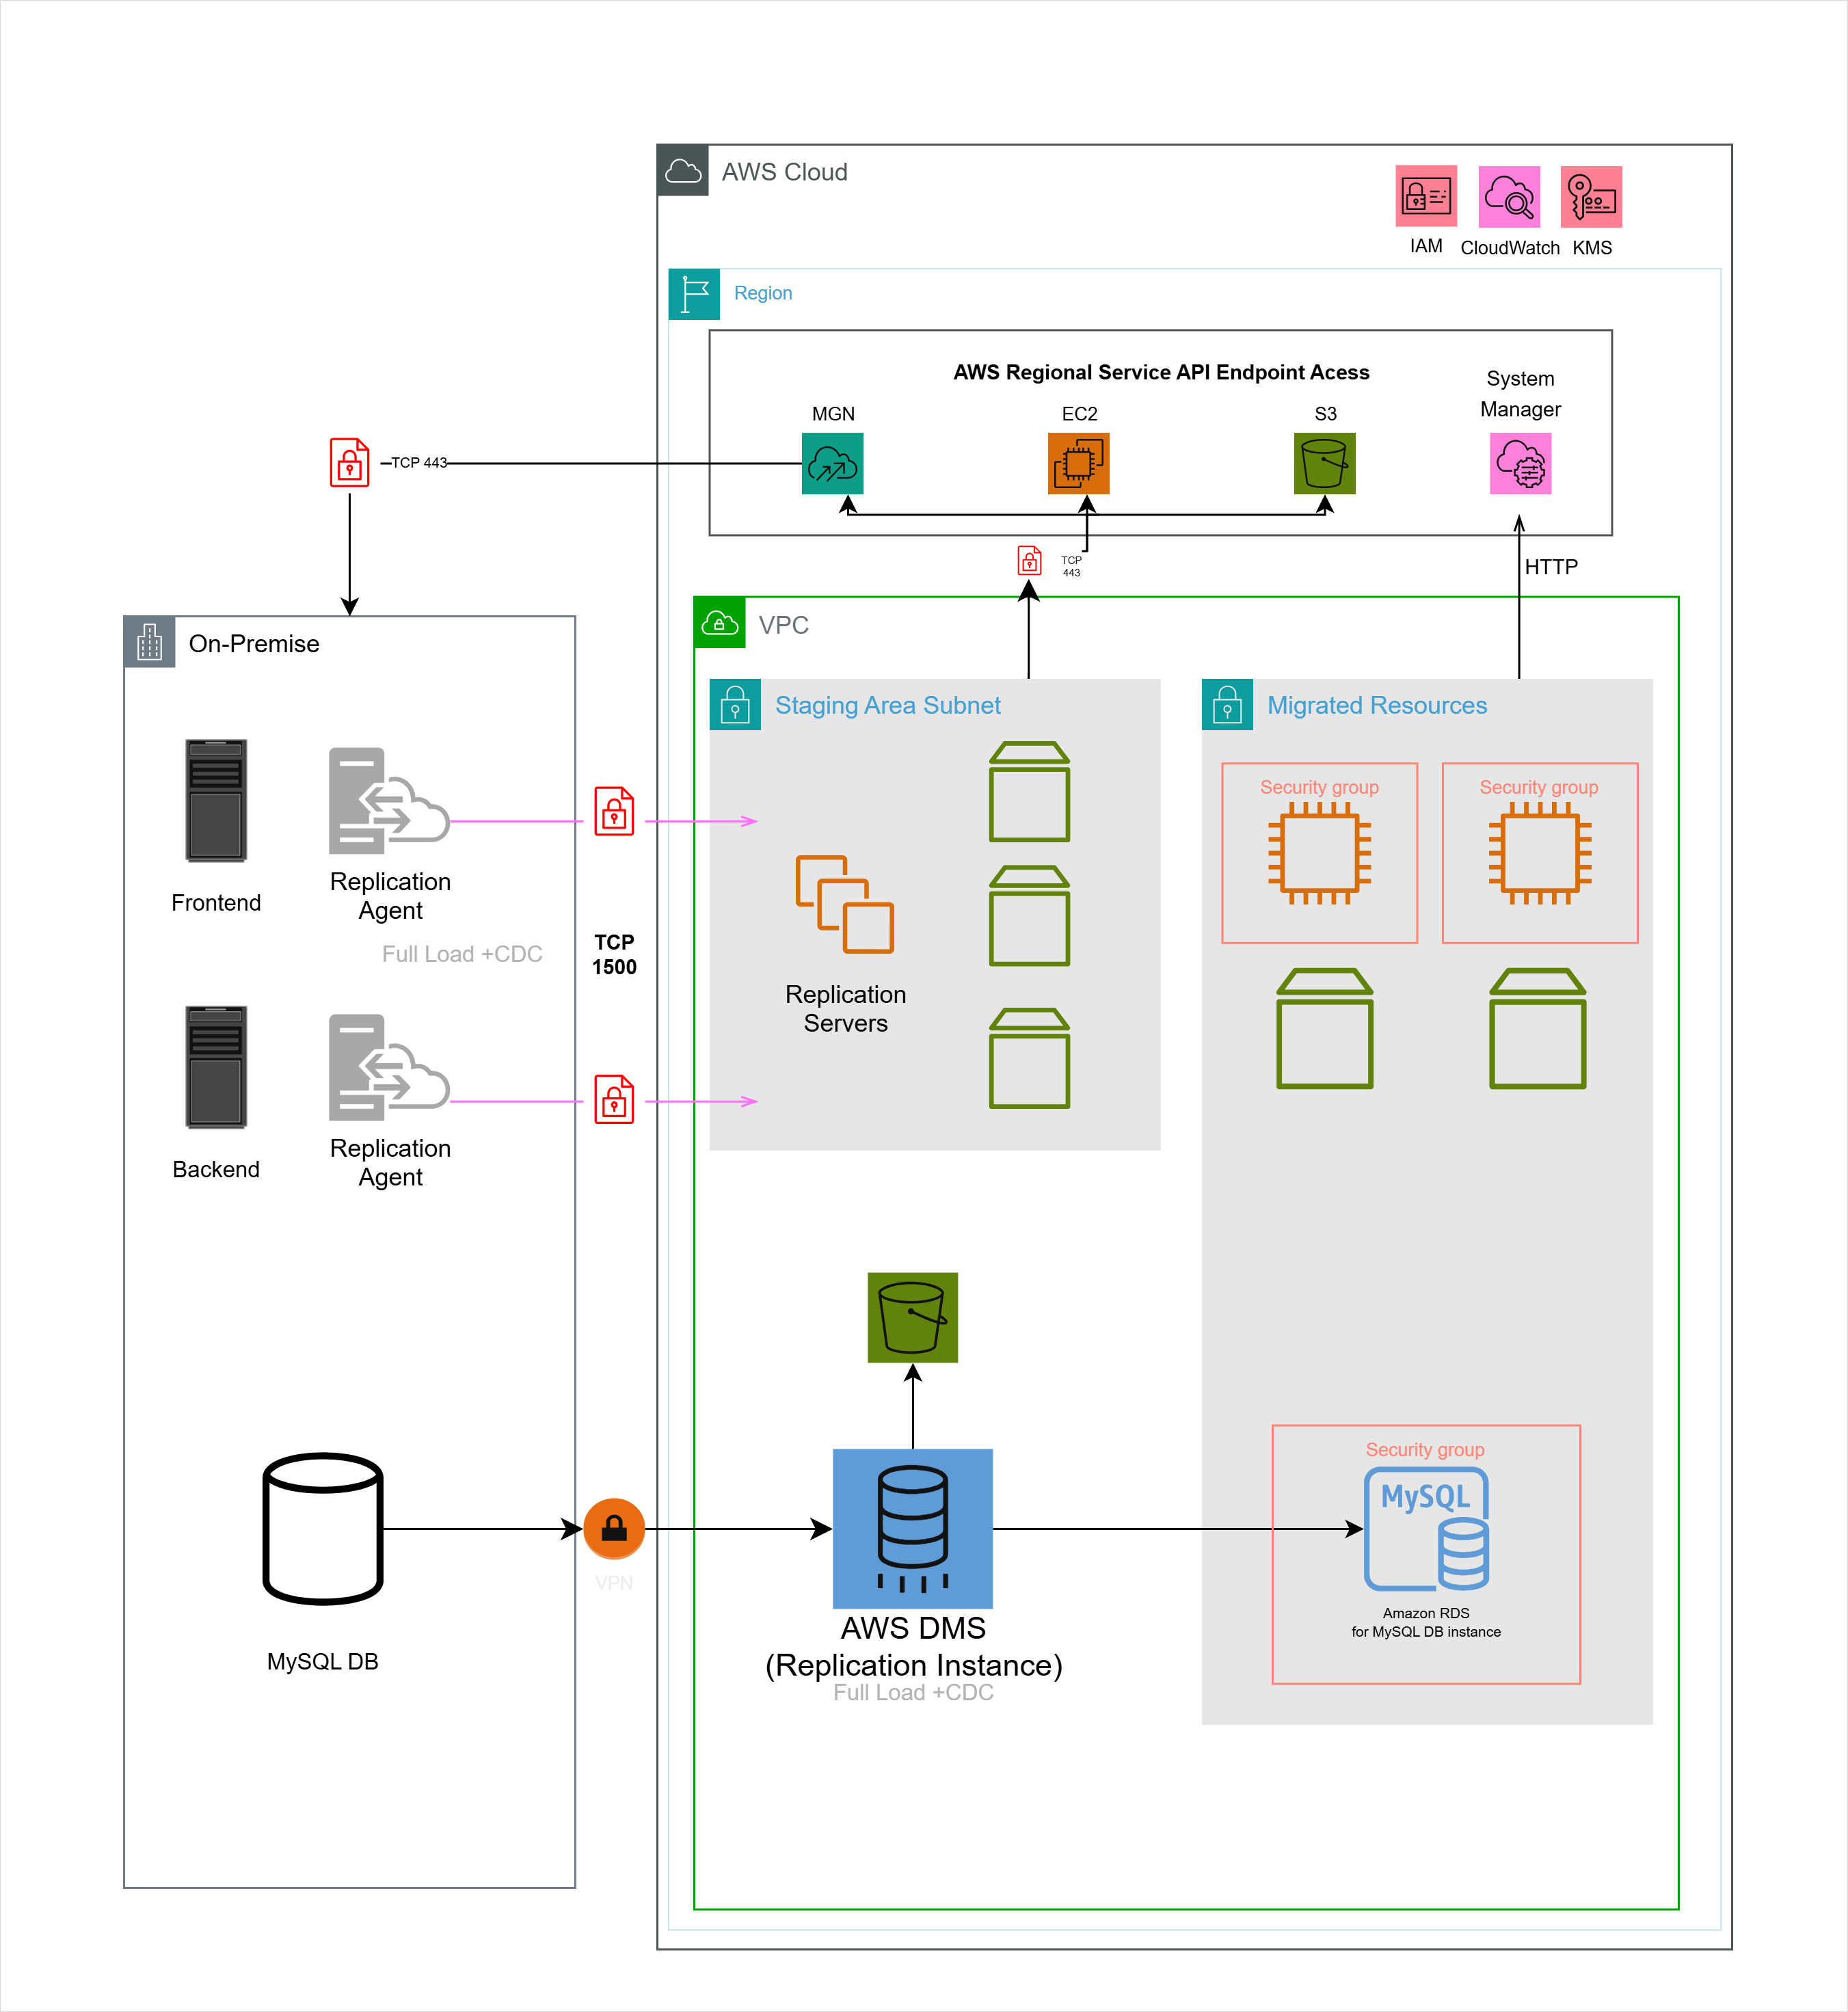 AWS Cloud
IAM
CloudWatch
KMS
Region
AWS Regional Service API Endpoint Acess
System
Manager
MGN
EC2
S3
TCP 443
TCP
443
HTTP
On-Premise
VPC
Staging Area Subnet
Migrated Resources
Security group
Security group
Frontend
Replication
Agent
Full Load +CDC
TCP
1500
Replication
Servers
Backend
Replication
Agent
Security group
MySQL
VPN
Amazon RDS
for MySQL DB instance
MySQL DB
AWS DMS
(Replication Instance)
Full Load +CDC